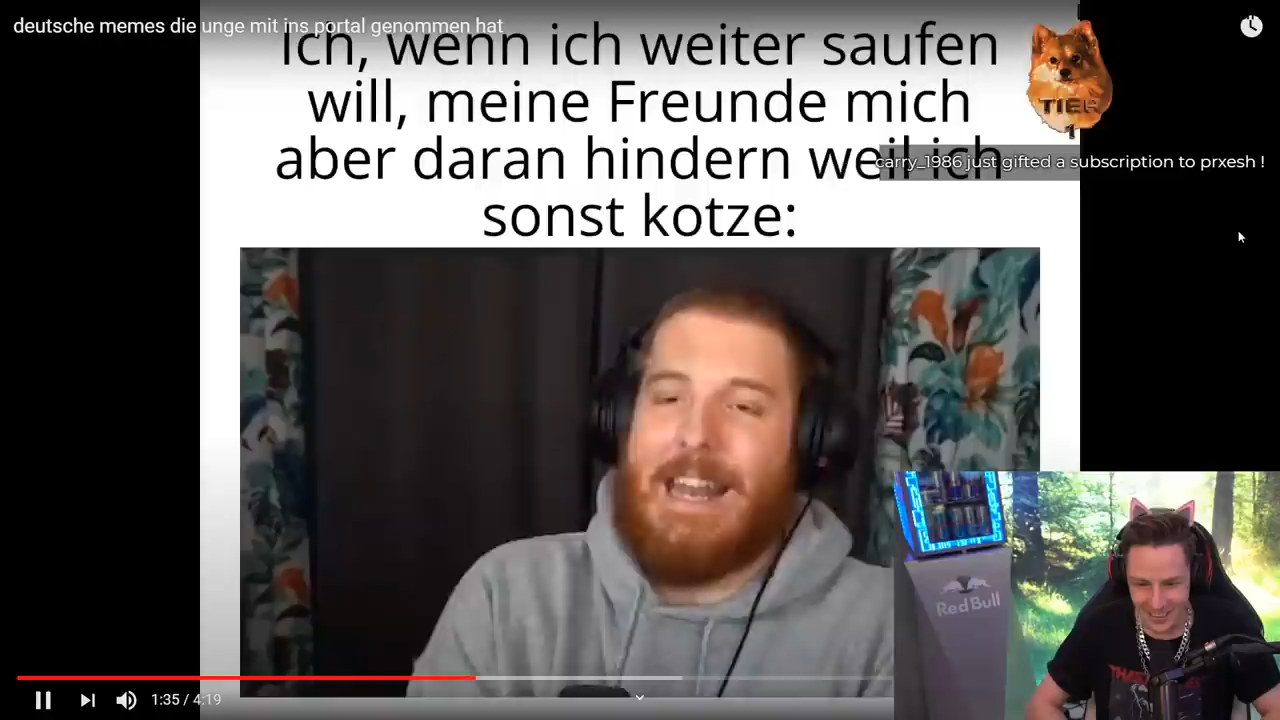 deutsche memes die unge mit ins portal genommen hat
Ich, wenn ich weiter saufen
will, meine Freunde mich
aber daran hindern weil ich
sonst kotze:
TIER
1
carry_1986 just gifted a subscription to prxesh !
Red Bull
1:35 / 4:19